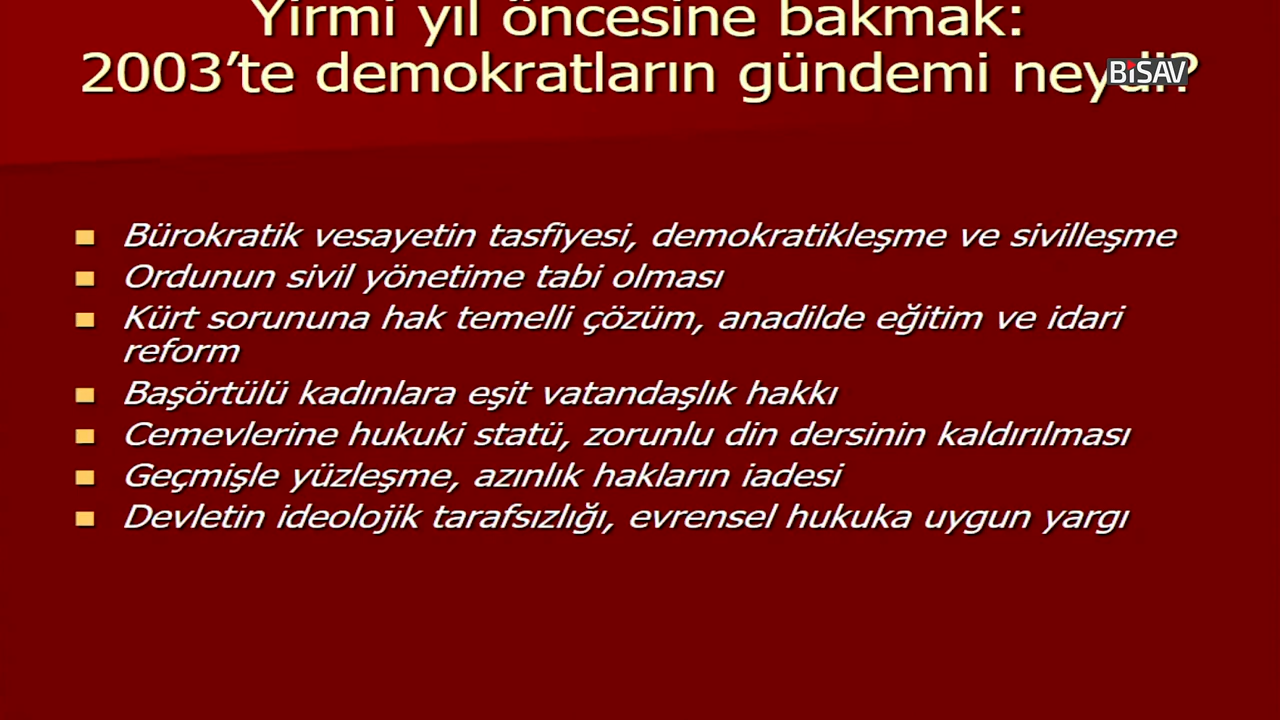 Yirmi yıl öncesine bakmak:
2003’te demokratların gündemi neydi?
BİSAV
Bürokratik vesayetin tasfiyesi, demokratikleşme ve sivilleşme
Ordunun sivil yönetime tabi olması
Kürt sorununa hak temelli çözüm, anadilde eğitim ve idari
reform
Başörtülü kadınlara eşit vatandaşlık hakkı
Cemevlerine hukuki statü, zorunlu din dersinin kaldırılması
Geçmişle yüzleşme, azınlık hakların iadesi
Devletin ideolojik tarafsızlığı, evrensel hukuka uygun yargı